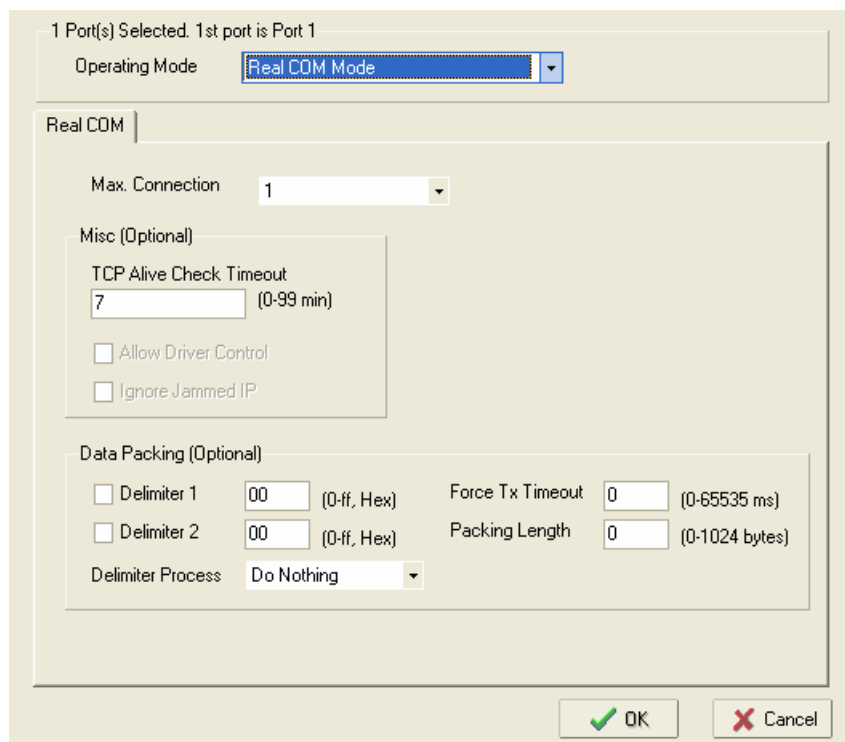 1 Port(s) Selected. 1st port is Port 1
Operating Mode Real COM Mode
Real COM
Max. Connection 1
Misc (Optional)
TCP Alive Check Timeout
7 (0-99 min)
Allow Driver Control
Ignore Jammed IP
Data Packing (Optional)
Delimiter 1 00 (0-ff, Hex) Force Tx Timeout 0 (0-65535 ms)
Delimiter 2 00 (0-ff, Hex) Packing Length 0 (0-1024 bytes)
Delimiter Process Do Nothing
OK Cancel